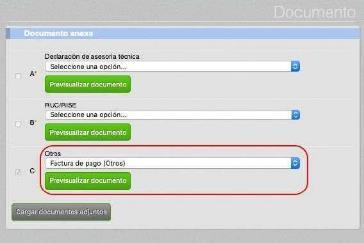 Documento
Documento anexo
Declaración de asesoría técnica
A* Seleccione una opción...
Previsualizar documento
RUC/RISE
B* Seleccione una opción...
Previsualizar documento
Otros
C Factura de pago (Otros)
Previsualizar documento
Cargar documentos adjuntos